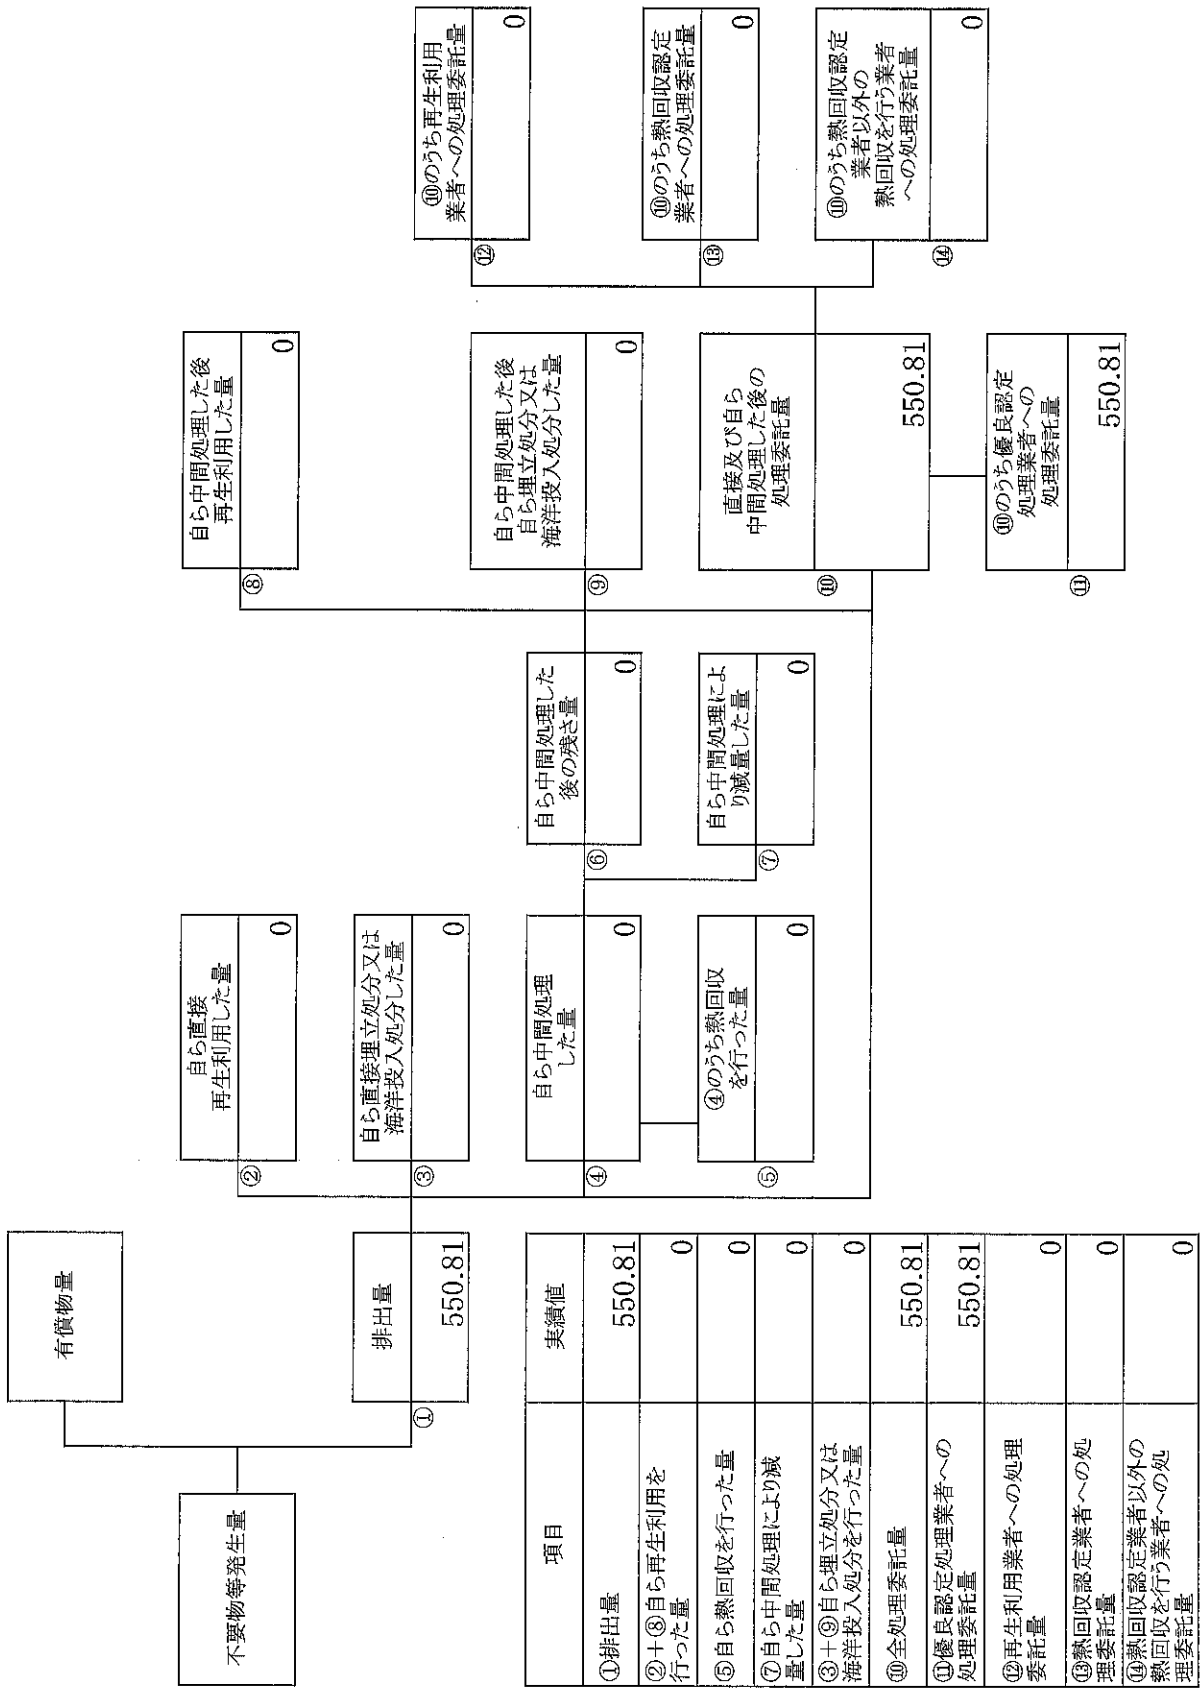 不要物等発生量
有償物量
①
排出量
550.81
②
自ら直接
再生利用した量
0
③
自ら直接埋立処分又は
海洋投入処分した量
0
④
自ら中間処理
した量
0
⑤
④のうち熱回収
を行った量
0
⑥
自ら中間処理した
後の残さ量
0
⑦
自ら中間処理によ
り減量した量
0
⑧
自ら中間処理した後
再生利用した量
0
⑨
自ら中間処理した後
自ら埋立処分又は
海洋投入処分した量
0
⑩
直接及び自ら
中間処理した後の
処理委託量
550.81
⑪
⑩のうち優良認定
処理業者への
処理委託量
550.81
⑫
⑩のうち再生利用
業者への処理委託量
0
⑬
⑩のうち熱回収認定
業者への処理委託量
0
⑭
⑩のうち熱回収認定
業者以外の
熱回収を行う業者
への処理委託量
0
項目
実績値
①排出量
550.81
②+⑧自ら再生利用を
行った量
0
⑤自ら熱回収を行った量
0
⑦自ら中間処理により減
量した量
0
③+⑨自ら埋立処分又は
海洋投入処分を行った量
0
⑩全処理委託量
550.81
⑪優良認定処理業者への
処理委託量
550.81
⑫再生利用業者への処理
委託量
0
⑬熱回収認定業者への処
理委託量
0
⑭熱回収認定業者以外の
熱回収を行う業者への処
理委託量
0